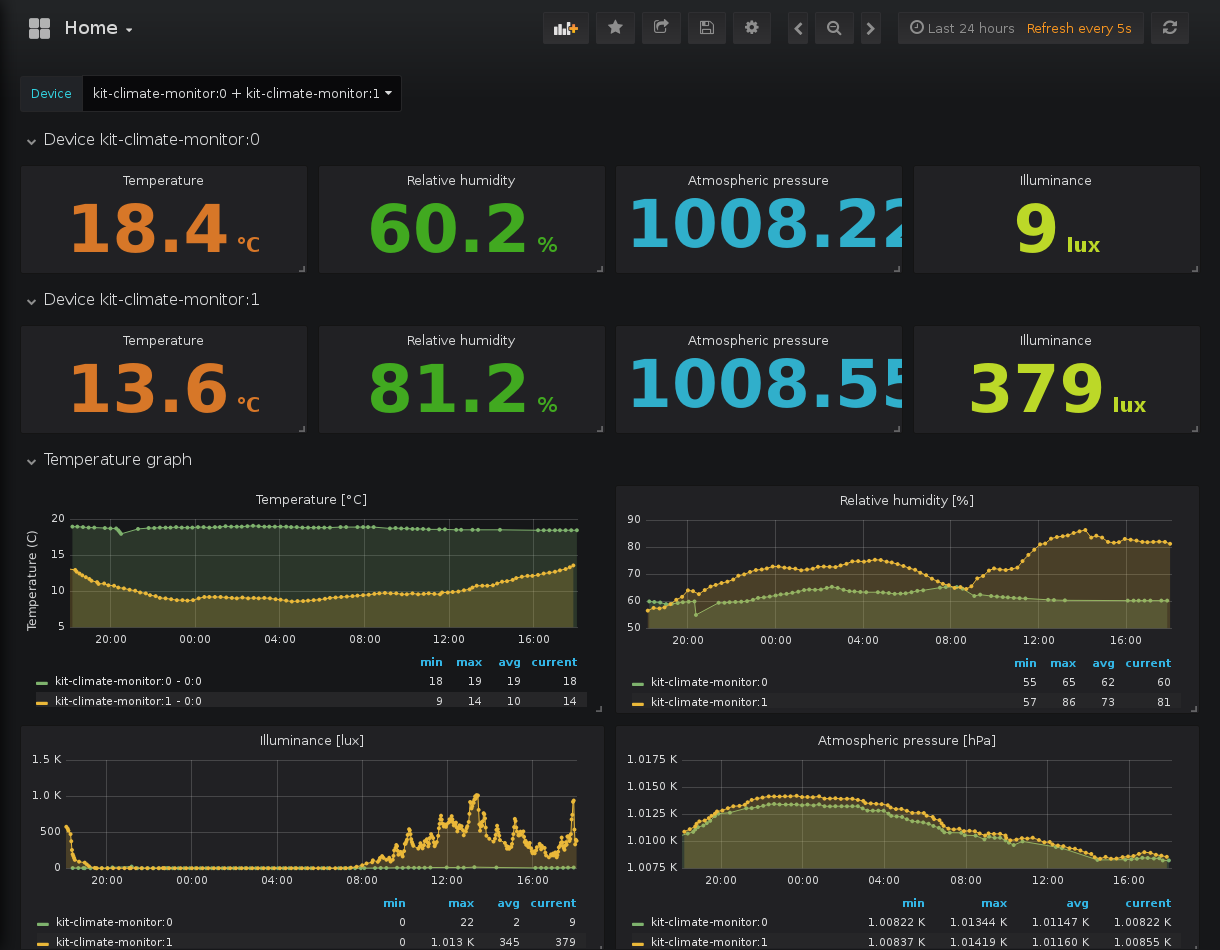 Home
Last 24 hours Refresh every 5s
Device kit-climate-monitor:0 + kit-climate-monitor:1
Device kit-climate-monitor:0
Temperature Relative humidity Atmospheric pressure Illuminance
18.4 °C 60.2 % 1008.22 9 lux
Device kit-climate-monitor:1
Temperature Relative humidity Atmospheric pressure Illuminance
13.6 °C 81.2 % 1008.55 379 lux
Temperature graph
Temperature [°C]
Temperature (C)
20
15
10
5
20:00 00:00 04:00 08:00 12:00 16:00
min max avg current
kit-climate-monitor:0 - 0:0 18 19 19 18
kit-climate-monitor:1 - 0:0 9 14 10 14
Relative humidity [%]
90
80
70
60
50
20:00 00:00 04:00 08:00 12:00 16:00
min max avg current
kit-climate-monitor:0 55 65 62 60
kit-climate-monitor:1 57 86 73 81
Illuminance [lux]
1.5 K
1.0 K
500
0
20:00 00:00 04:00 08:00 12:00 16:00
min max avg current
kit-climate-monitor:0 0 22 2 9
kit-climate-monitor:1 0 1.013 K 345 379
Atmospheric pressure [hPa]
1.0175 K
1.0150 K
1.0125 K
1.0100 K
1.0075 K
20:00 00:00 04:00 08:00 12:00 16:00
min max avg current
kit-climate-monitor:0 1.00822 K 1.01344 K 1.01147 K 1.00822 K
kit-climate-monitor:1 1.00837 K 1.01419 K 1.01160 K 1.00855 K